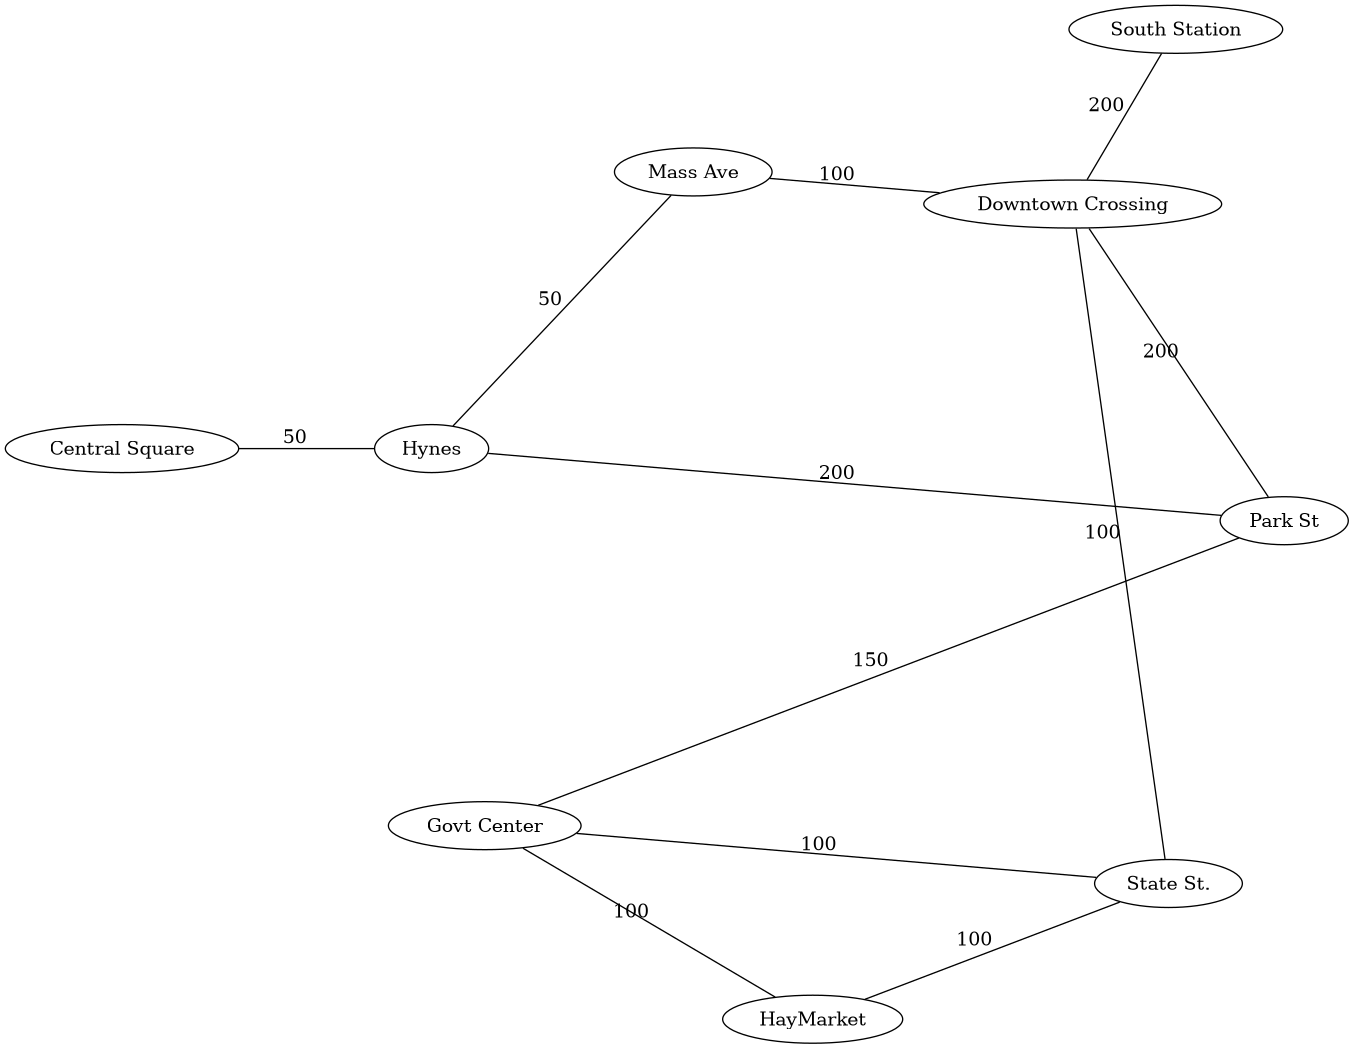 South Station
200
Mass Ave
100
Downtown Crossing
50
200
Central Square
50
Hynes
200
Park St
100
150
Govt Center
100
State St.
100
100
HayMarket